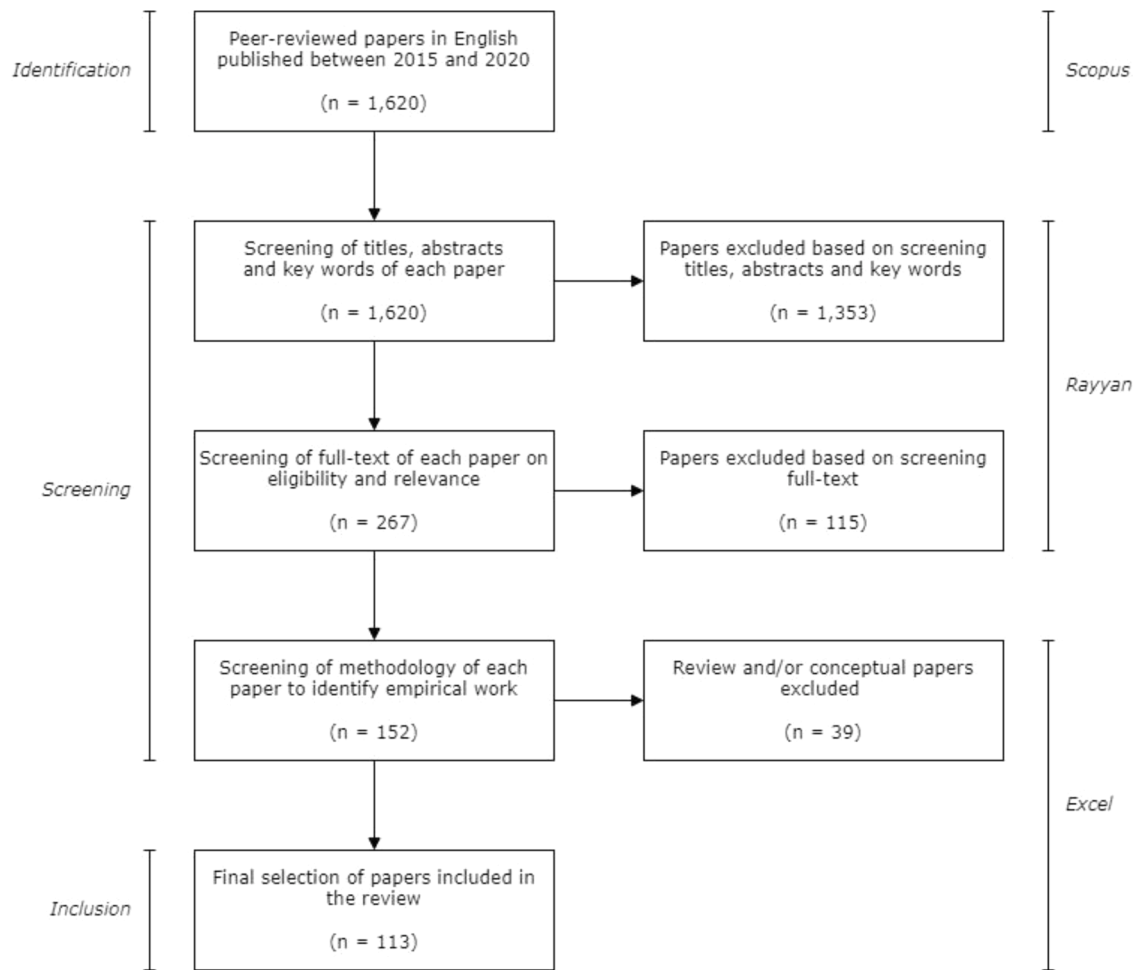 Identification
Peer-reviewed papers in English
published between 2015 and 2020
(n = 1,620)
Scopus
Screening of titles, abstracts
and key words of each paper
(n = 1,620)
Papers excluded based on screening
titles, abstracts and key words
(n = 1,353)
Rayyan
Screening
Screening of full-text of each paper on
eligibility and relevance
(n = 267)
Papers excluded based on screening
full-text
(n = 115)
Screening of methodology of each
paper to identify empirical work
(n = 152)
Review and/or conceptual papers
excluded
(n = 39)
Excel
Inclusion
Final selection of papers included in
the review
(n = 113)